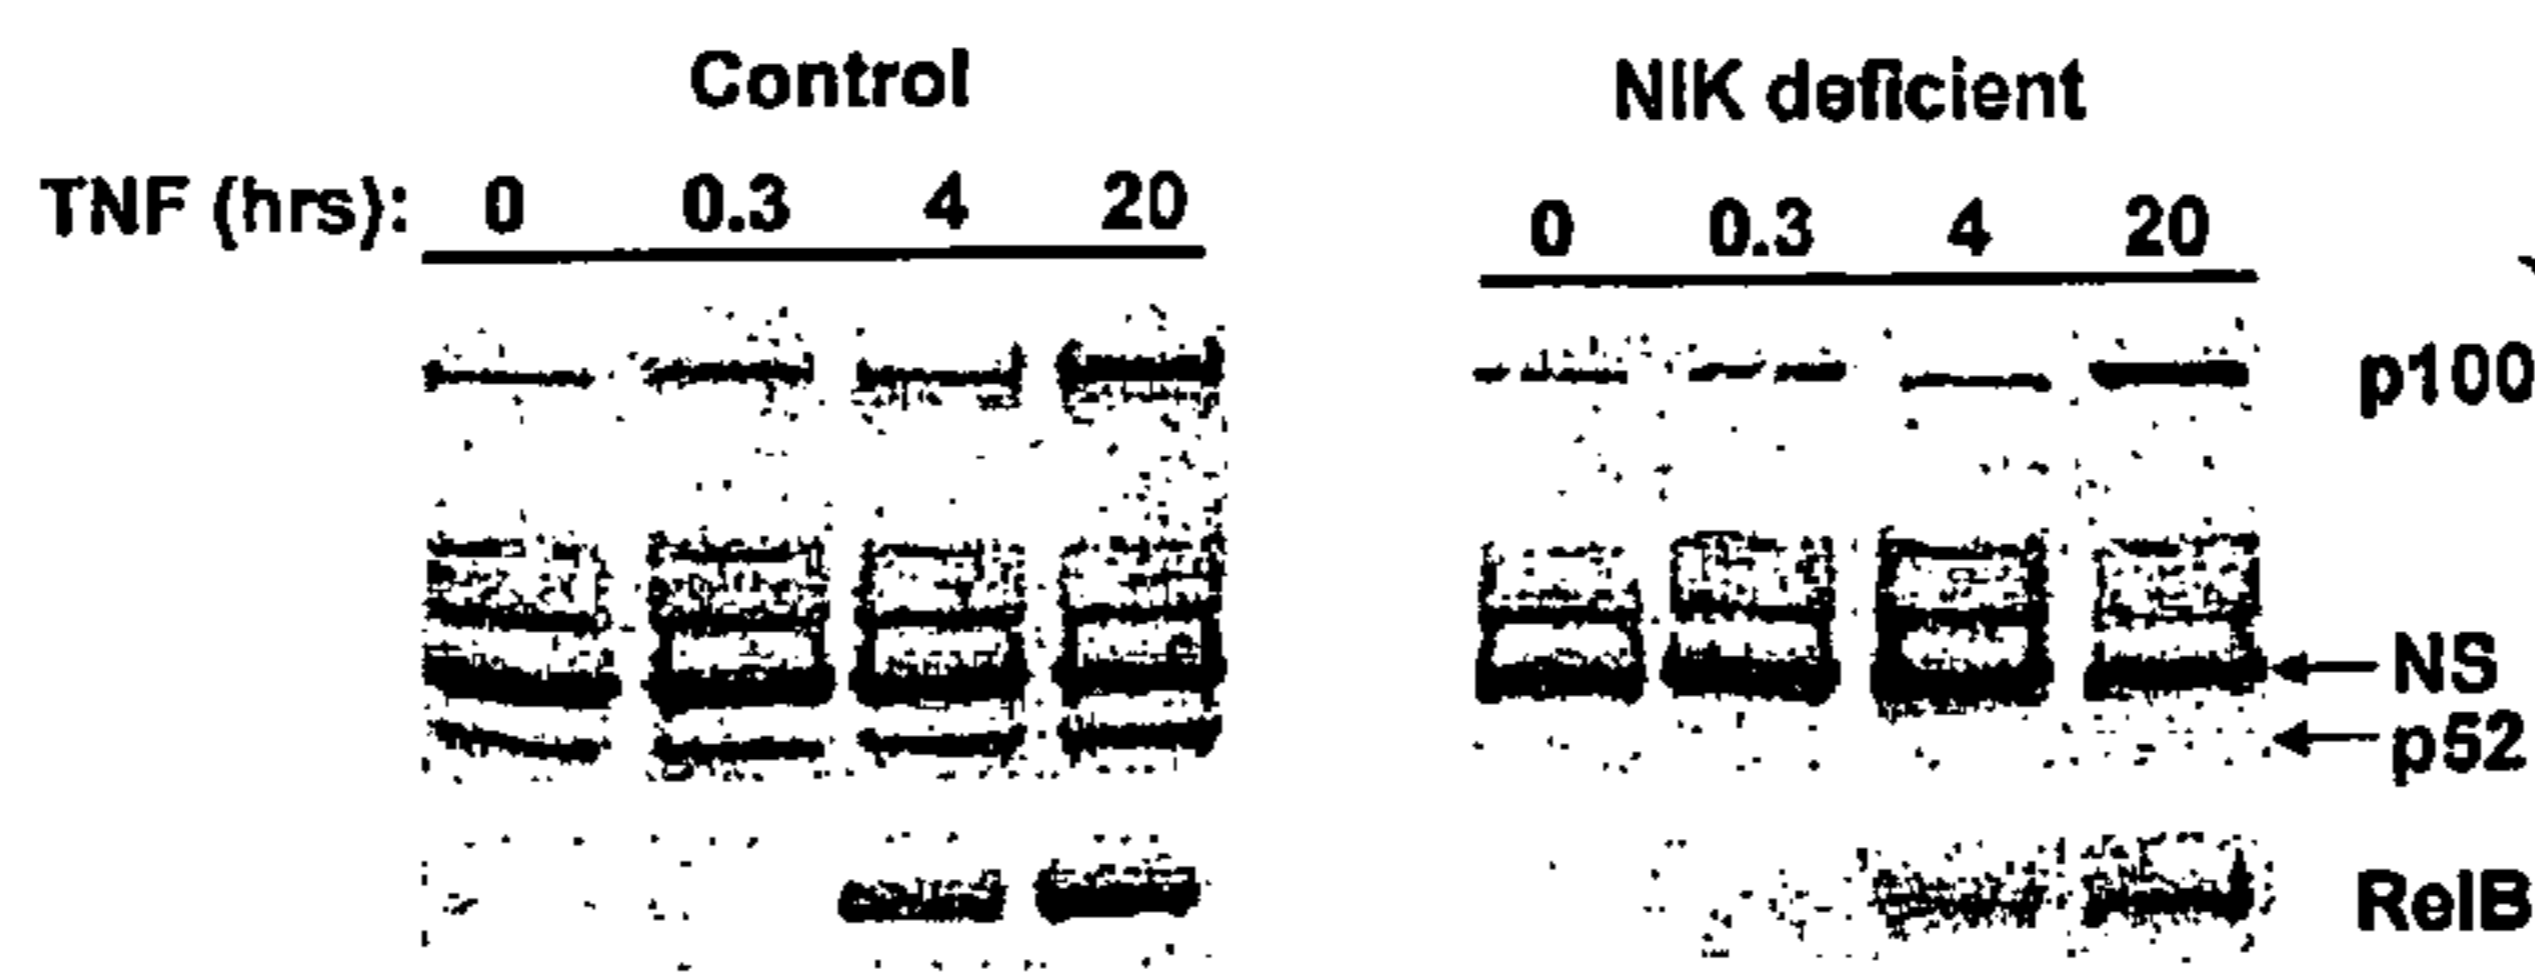 Control NIK deficient
TNF (hrs): 0 0.3 4 20 0 0.3 4 20
p100
NS
p52
RelB